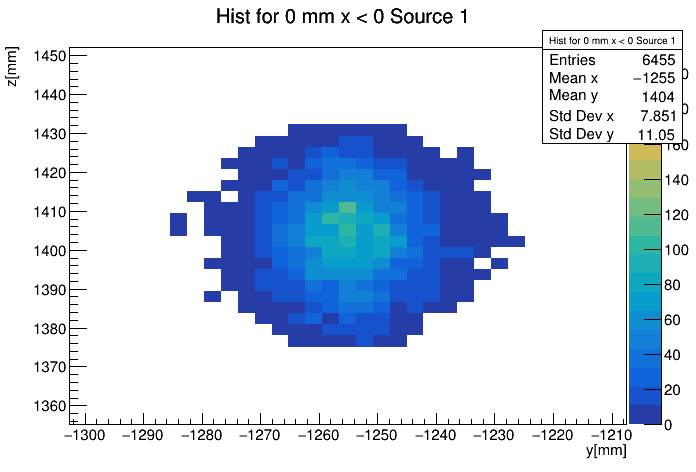 Hist for 0 mm x < 0 Source 1
Hist for 0 mm x < 0 Source 1
Entries 6455
Mean x −1255
Mean y 1404
Std Dev x 7.851
Std Dev y 11.05
z[mm]
1450
1440
1430
1420
1410
1400
1390
1380
1370
1360
160
140
120
100
80
60
40
20
0
−1300 −1290 −1280 −1270 −1260 −1250 −1240 −1230 −1220 −1210
y[mm]